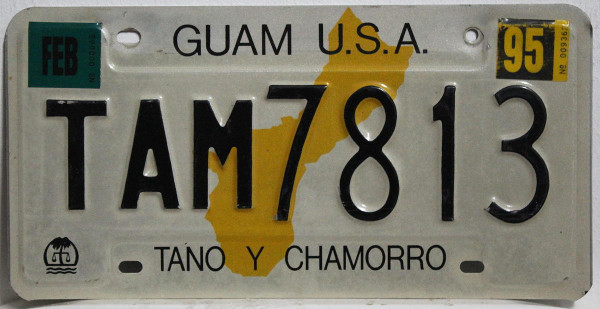 FEB
GUAM U.S.A.
95
TAM7813
TANO Y CHAMORRO